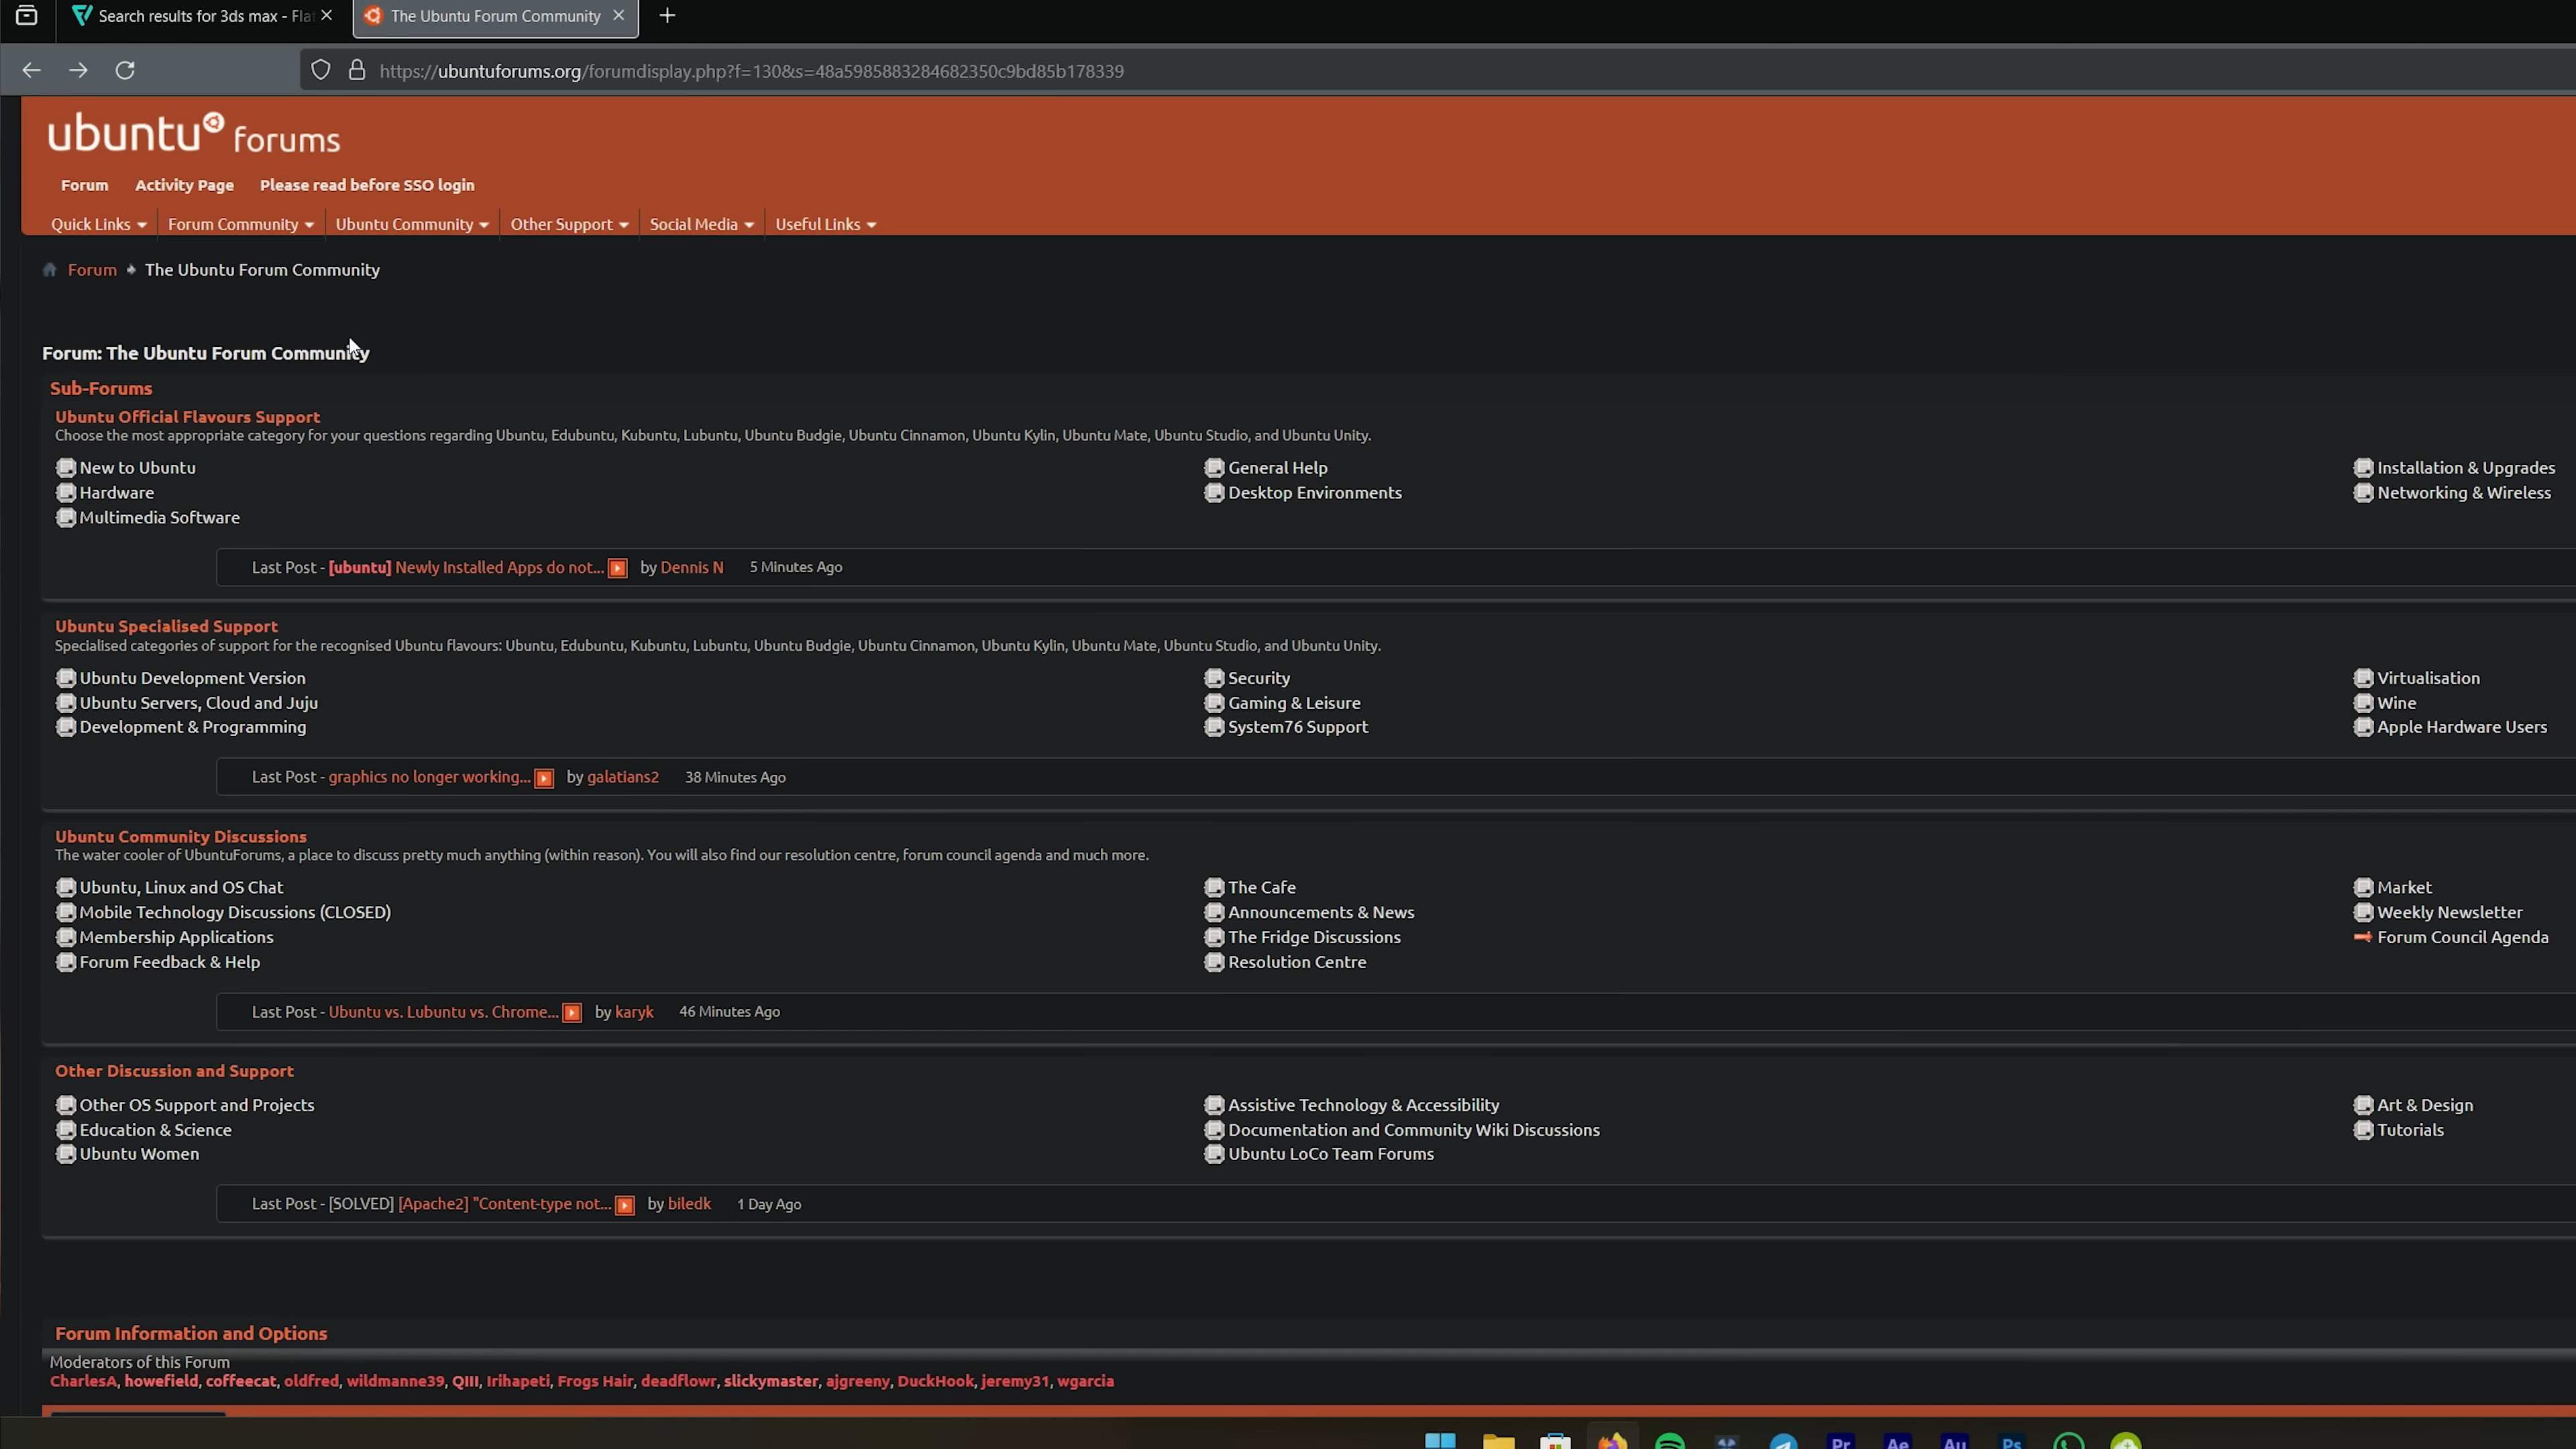 Search results for 3ds max - Fla
The Ubuntu Forum Community
https://ubuntuforums.org/forumdisplay.php?f=130&s=48a5985883284682350c9bd85b178339
ubuntu forums
Forum Activity Page Please read before SSO login
Quick Links Forum Community Ubuntu Community Other Support Social Media Useful Links
Forum The Ubuntu Forum Community
Forum: The Ubuntu Forum Community
Sub-Forums
Ubuntu Official Flavours Support
Choose the most appropriate category for your questions regarding Ubuntu, Edubuntu, Kubuntu, Lubuntu, Ubuntu Budgie, Ubuntu Cinnamon, Ubuntu Kylin, Ubuntu Mate, Ubuntu Studio, and Ubuntu Unity.
New to Ubuntu General Help Installation & Upgrades
Hardware Desktop Environments Networking & Wireless
Multimedia Software
Last Post - [ubuntu] Newly Installed Apps do not... by Dennis N 5 Minutes Ago
Ubuntu Specialised Support
Specialised categories of support for the recognised Ubuntu flavours: Ubuntu, Edubuntu, Kubuntu, Lubuntu, Ubuntu Budgie, Ubuntu Cinnamon, Ubuntu Kylin, Ubuntu Mate, Ubuntu Studio, and Ubuntu Unity.
Ubuntu Development Version Security Virtualisation
Ubuntu Servers, Cloud and Juju Gaming & Leisure Wine
Development & Programming System76 Support Apple Hardware Users
Last Post - graphics no longer working... by galatians2 38 Minutes Ago
Ubuntu Community Discussions
The water cooler of UbuntuForums, a place to discuss pretty much anything (within reason). You will also find our resolution centre, forum council agenda and much more.
Ubuntu, Linux and OS Chat The Cafe Market
Mobile Technology Discussions (CLOSED) Announcements & News Weekly Newsletter
Membership Applications The Fridge Discussions Forum Council Agenda
Forum Feedback & Help Resolution Centre
Last Post - Ubuntu vs. Lubuntu vs. Chrome... by karyk 46 Minutes Ago
Other Discussion and Support
Other OS Support and Projects Assistive Technology & Accessibility Art & Design
Education & Science Documentation and Community Wiki Discussions Tutorials
Ubuntu Women Ubuntu LoCo Team Forums
Last Post - [SOLVED] [Apache2] "Content-type not... by biledk 1 Day Ago
Forum Information and Options
Moderators of this Forum
CharlesA, howefield, coffeecat, oldfred, wildmanne39, QIII, Irihapeti, Frogs Hair, deadflowr, slickymaster, ajgreeny, DuckHook, jeremy31, wgarcia
Pr Ae Au Ps